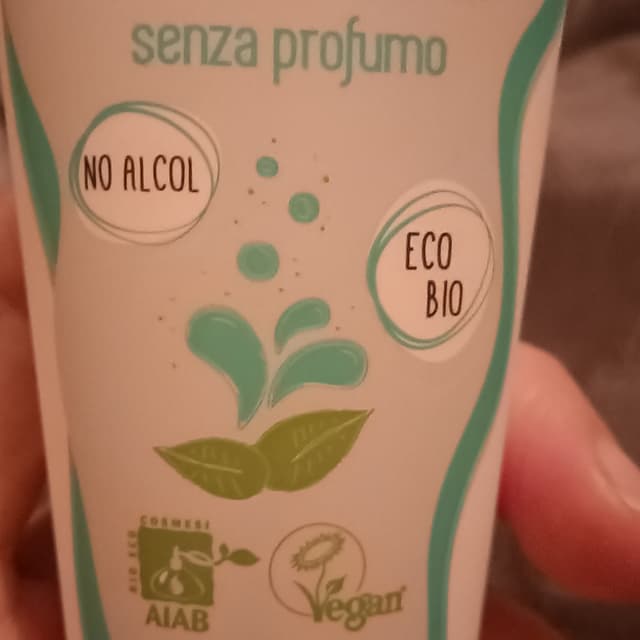 senza profumo
NO ALCOL
ECO
BIO
COSMESI
BIO ECO
AIAB
Vegan